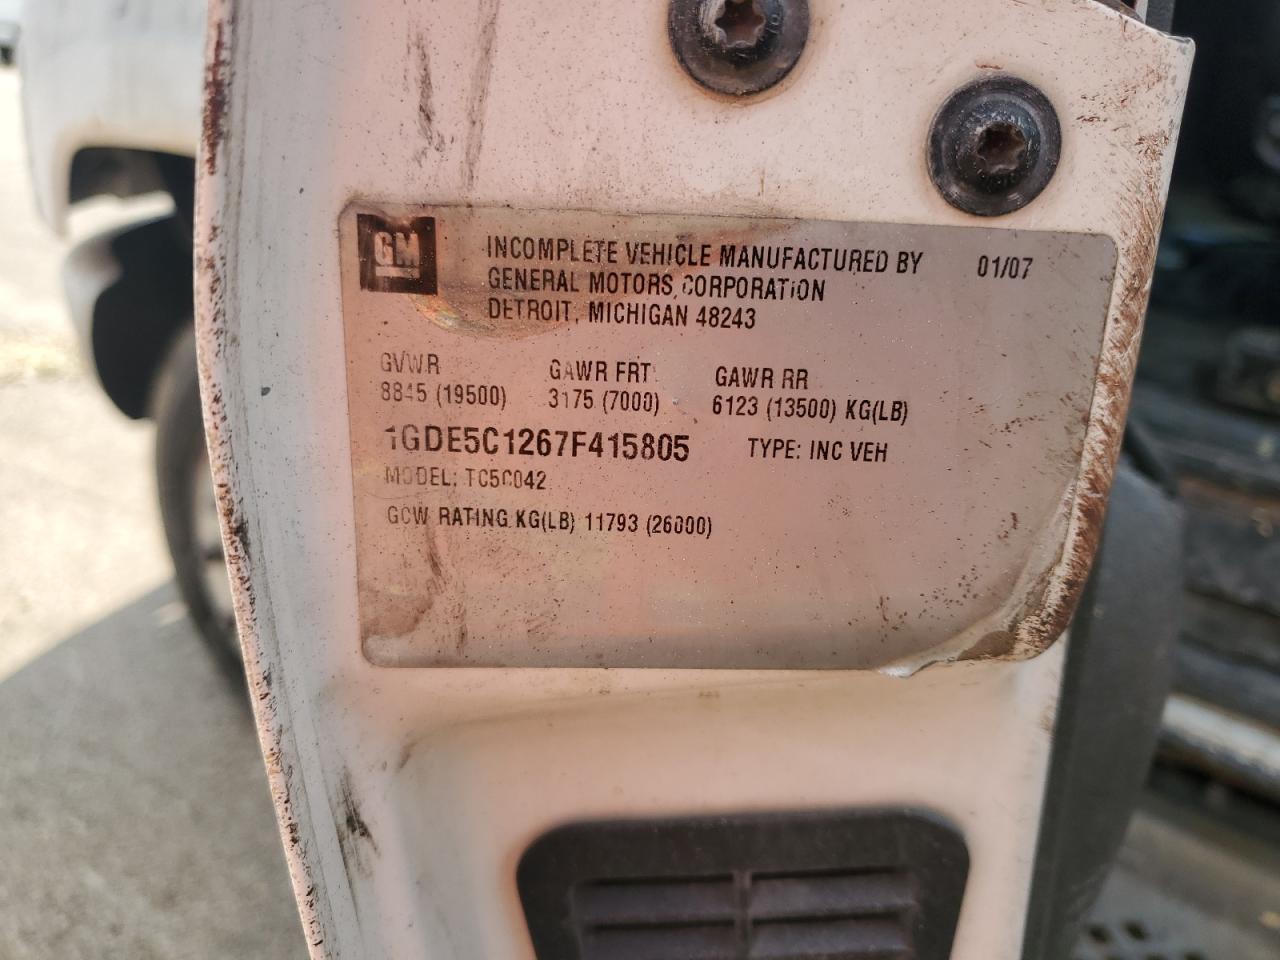 GM
INCOMPLETE VEHICLE MANUFACTURED BY 01/07
GENERAL MOTORS CORPORATION
DETROIT, MICHIGAN 48243
GVWR GAWR FRT GAWR RR
8845 (19500) 3175 (7000) 6123 (13500) KG(LB)
1GDE5C1267F415805 TYPE: INC VEH
MODEL: TC5C042
GCW RATING KG(LB) 11793 (26000)